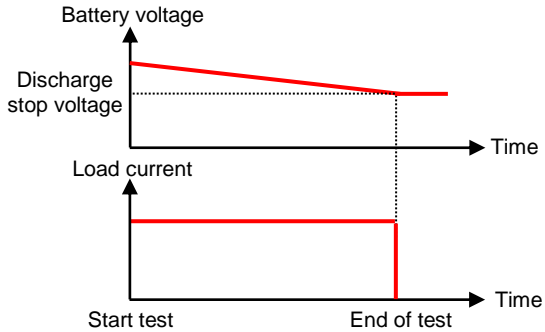 Battery voltage
Discharge
stop voltage
Time
Load current
Time
Start test
End of test